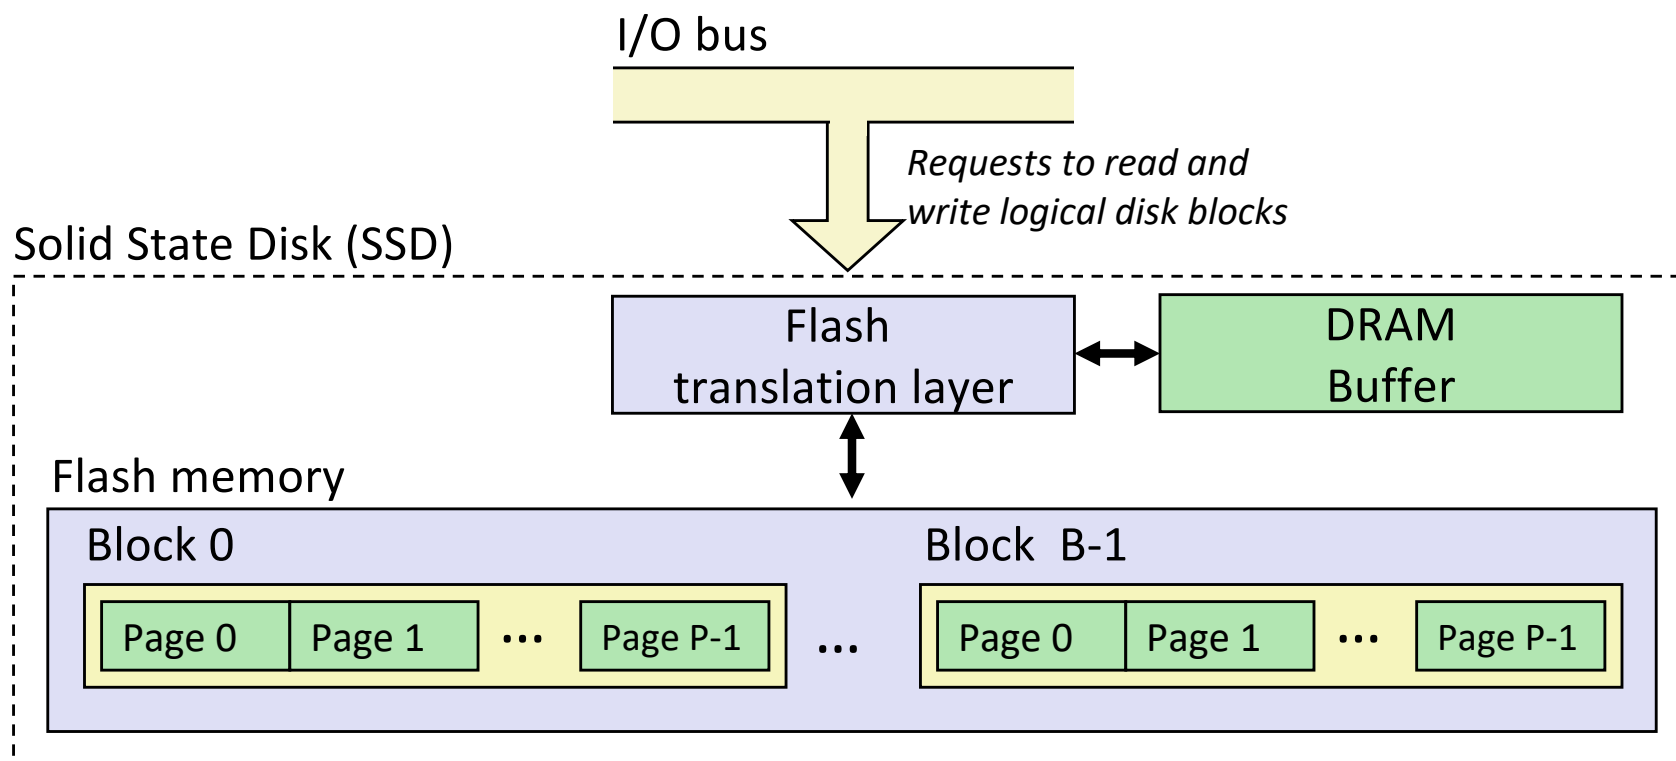 I/O bus
Requests to read and
write logical disk blocks
Solid State Disk (SSD)
Flash
translation layer
DRAM
Buffer
Flash memory
Block 0
Block  B-1
Page 0
Page 1
...
Page P-1
...
Page 0
Page 1
...
Page P-1